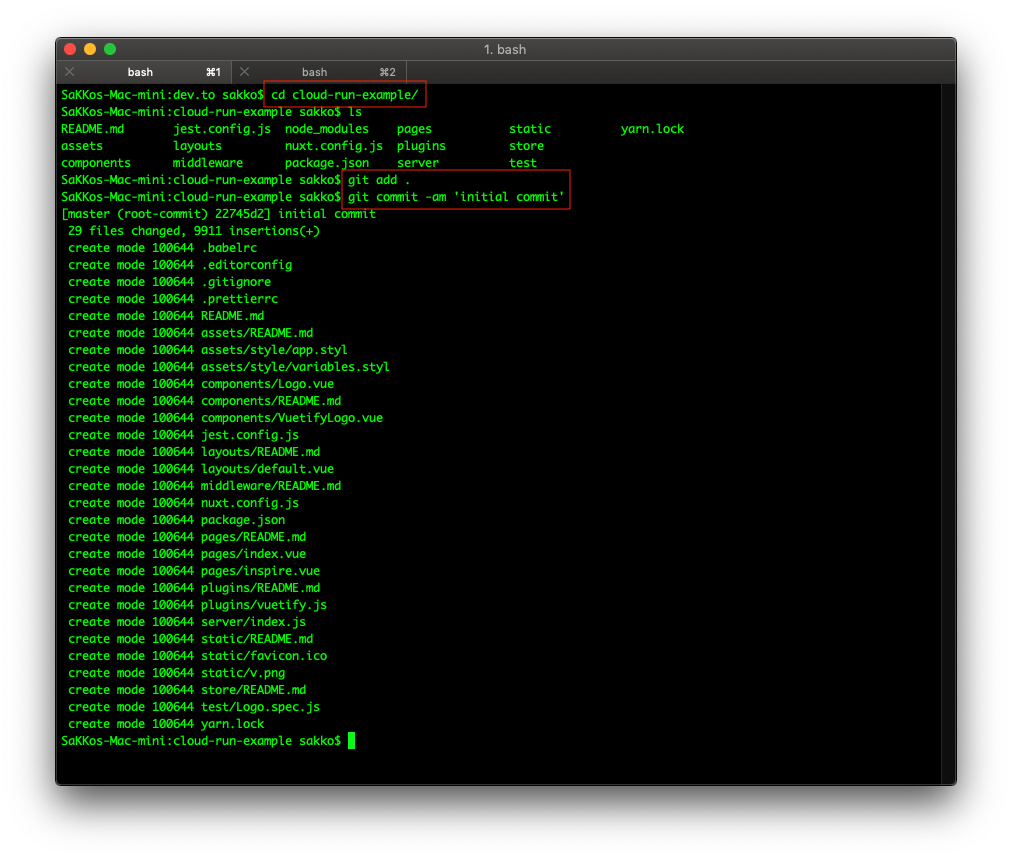 1. bash
bash ⌘1 bash ⌘2
SaKKos-Mac-mini:dev.to sakko$ cd cloud-run-example/
SaKKos-Mac-mini:cloud-run-example sakko$ ls
README.md jest.config.js node_modules pages static yarn.lock
assets layouts nuxt.config.js plugins store
components middleware package.json server test
SaKKos-Mac-mini:cloud-run-example sakko$ git add .
SaKKos-Mac-mini:cloud-run-example sakko$ git commit -am 'initial commit'
[master (root-commit) 22745d2] initial commit
29 files changed, 9911 insertions(+)
create mode 100644 .babelrc
create mode 100644 .editorconfig
create mode 100644 .gitignore
create mode 100644 .prettierrc
create mode 100644 README.md
create mode 100644 assets/README.md
create mode 100644 assets/style/app.styl
create mode 100644 assets/style/variables.styl
create mode 100644 components/Logo.vue
create mode 100644 components/README.md
create mode 100644 components/VuetifyLogo.vue
create mode 100644 jest.config.js
create mode 100644 layouts/README.md
create mode 100644 layouts/default.vue
create mode 100644 middleware/README.md
create mode 100644 nuxt.config.js
create mode 100644 package.json
create mode 100644 pages/README.md
create mode 100644 pages/index.vue
create mode 100644 pages/inspire.vue
create mode 100644 plugins/README.md
create mode 100644 plugins/vuetify.js
create mode 100644 server/index.js
create mode 100644 static/README.md
create mode 100644 static/favicon.ico
create mode 100644 static/v.png
create mode 100644 store/README.md
create mode 100644 test/Logo.spec.js
create mode 100644 yarn.lock
SaKKos-Mac-mini:cloud-run-example sakko$